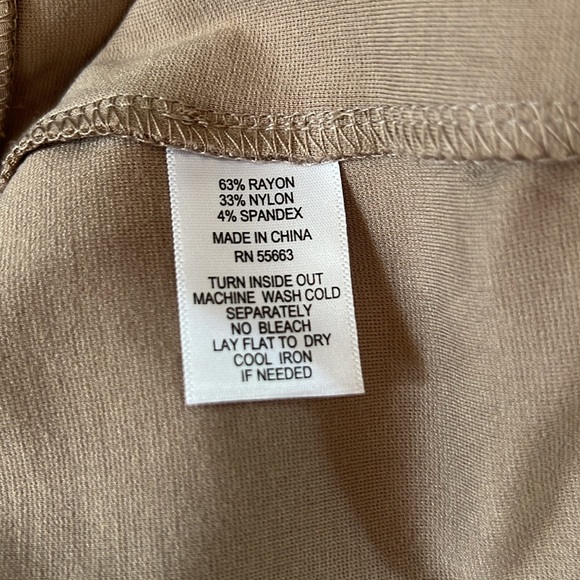 63% RAYON
33% NYLON
4% SPANDEX
MADE IN CHINA
RN 55663
TURN INSIDE OUT
MACHINE WASH COLD
SEPARATELY
NO BLEACH
LAY FLAT TO DRY
COOL IRON
IF NEEDED